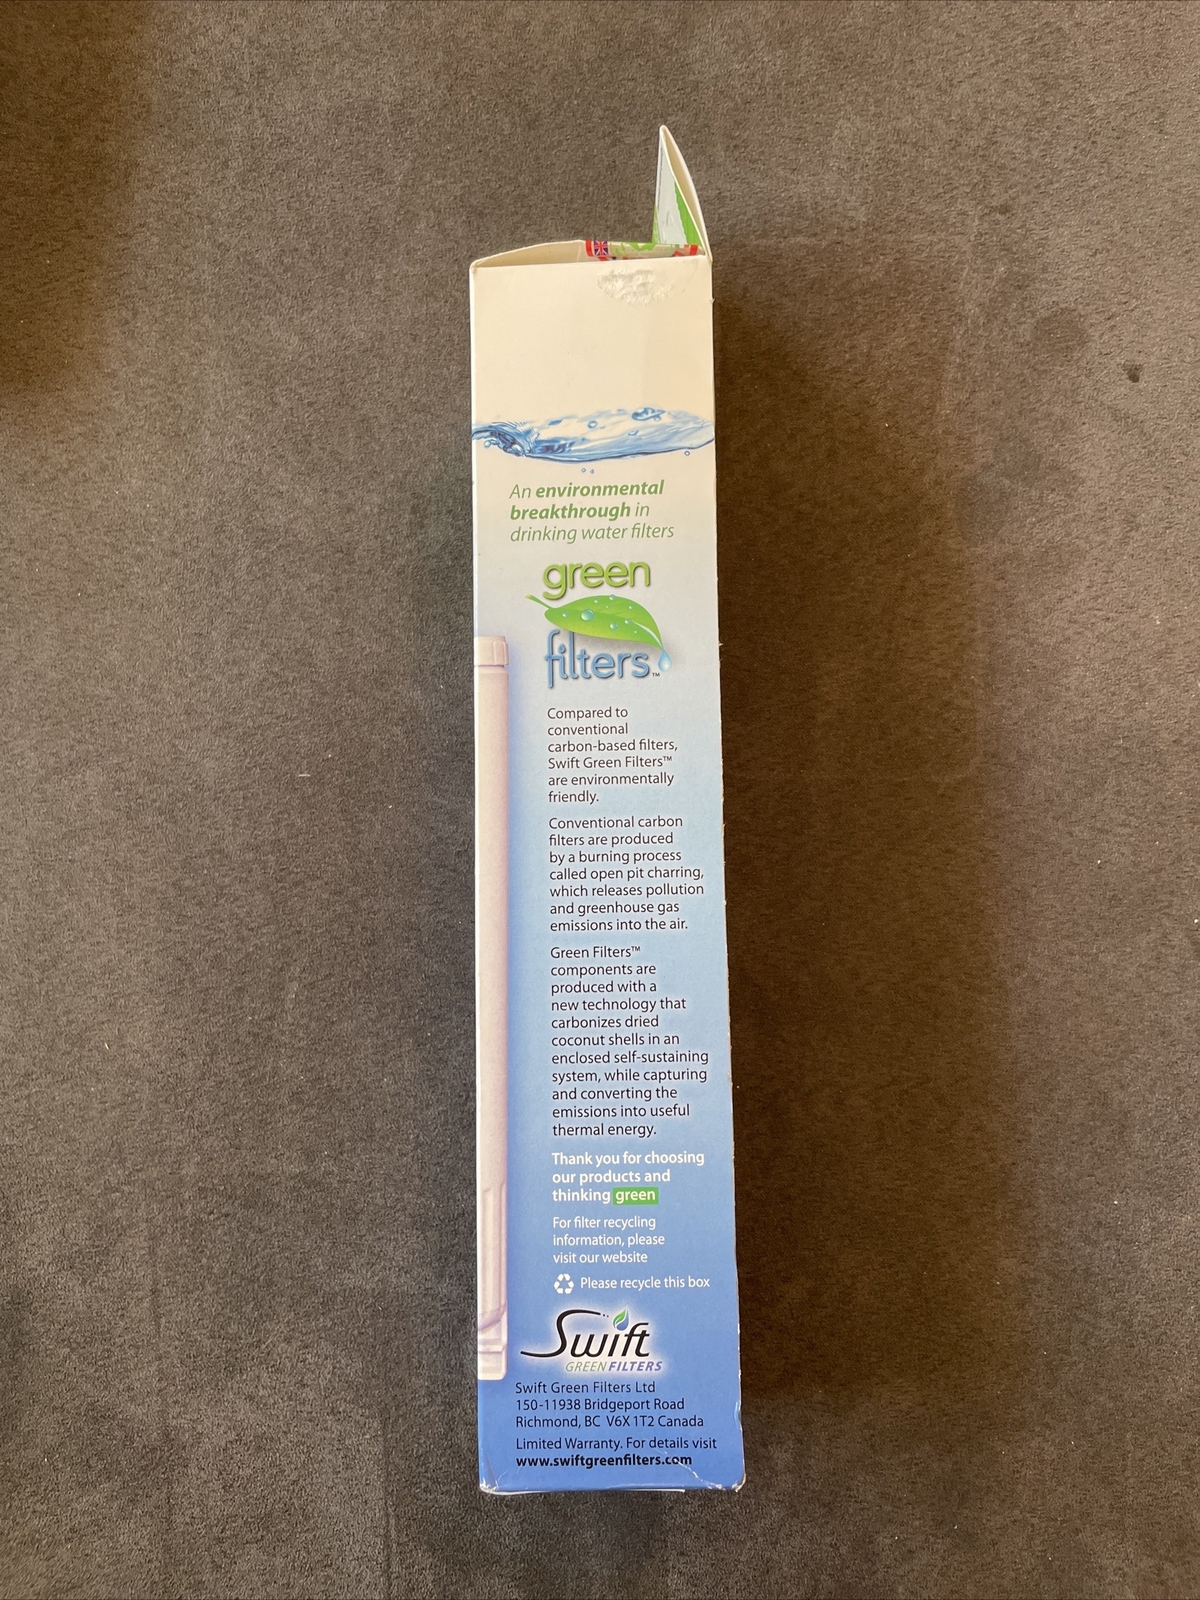 An environmental
breakthrough in
drinking water filters
green
filters™
Compared to
conventional
carbon-based filters,
Swift Green Filters™
are environmentally
friendly.
Conventional carbon
filters are produced
by a burning process
called open pit charring,
which releases pollution
and greenhouse gas
emissions into the air.
Green Filters™
components are
produced with a
new technology that
carbonizes dried
coconut shells in an
enclosed self-sustaining
system, while capturing
and converting the
emissions into useful
thermal energy.
Thank you for choosing
our products and
thinking green
For filter recycling
information, please
visit our website
Please recycle this box
Swift
GREEN FILTERS
Swift Green Filters Ltd
150-11938 Bridgeport Road
Richmond, BC V6X 1T2 Canada
Limited Warranty. For details visit
www.swiftgreenfilters.com